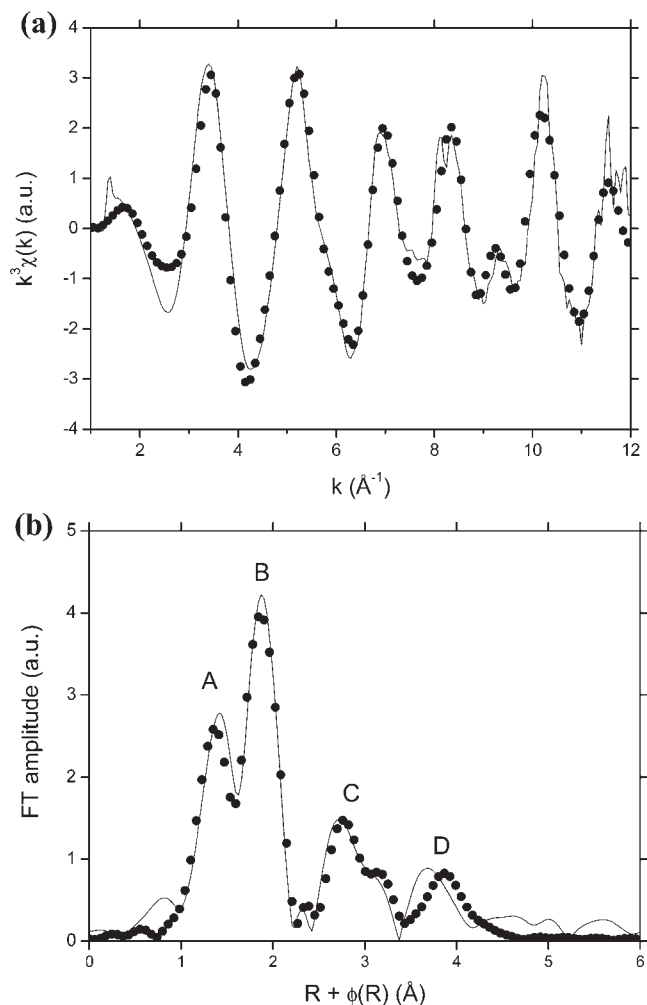 (a)
4
3
2
1
0
-1
-2
-3
-4
k³χ(k) (a.u.)
2 4 6 8 10 12
k (Å⁻¹)
(b)
5
4
3
2
1
0
FT amplitude (a.u.)
A
B
C
D
0 1 2 3 4 5 6
R + ϕ(R) (Å)